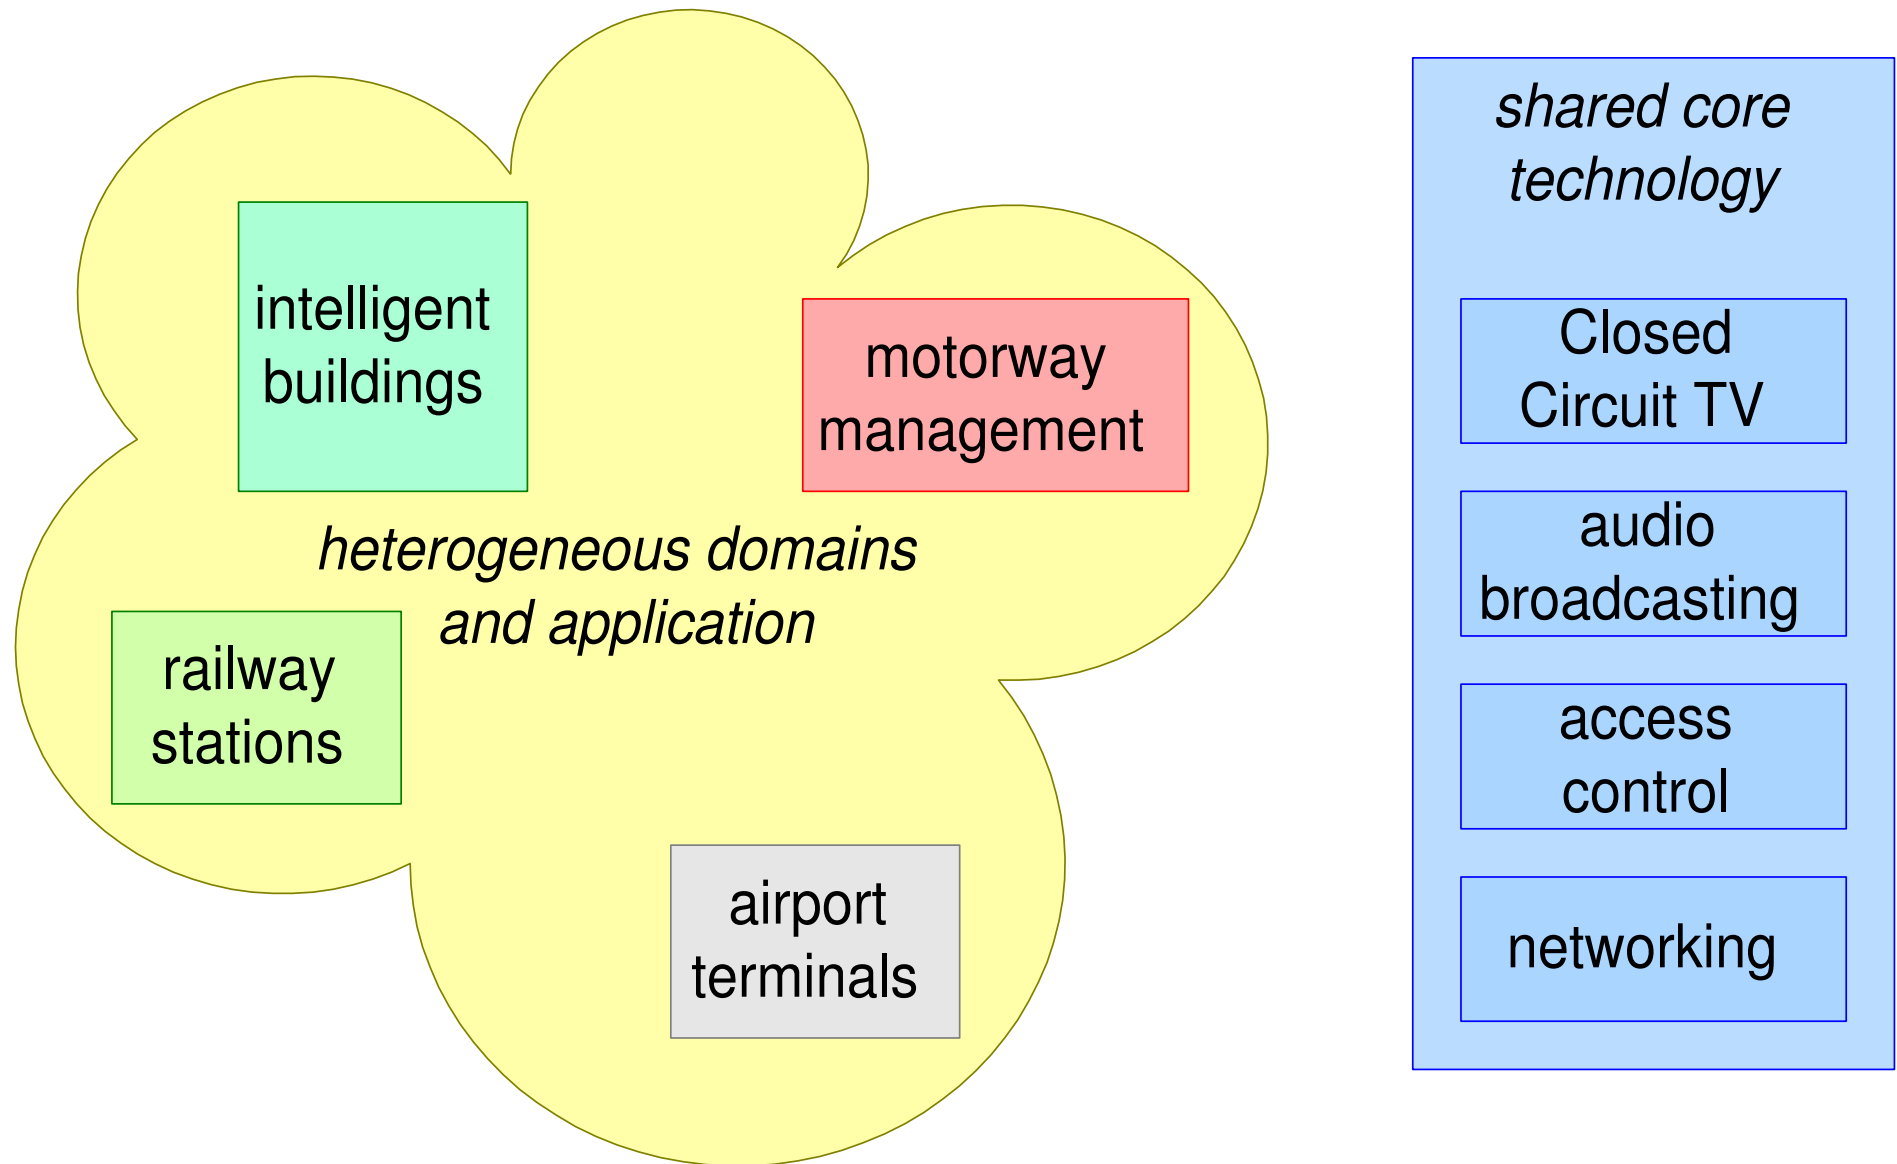 intelligent
buildings
motorway
management
heterogeneous domains
and application
railway
stations
airport
terminals
shared core
technology
Closed
Circuit TV
audio
broadcasting
access
control
networking